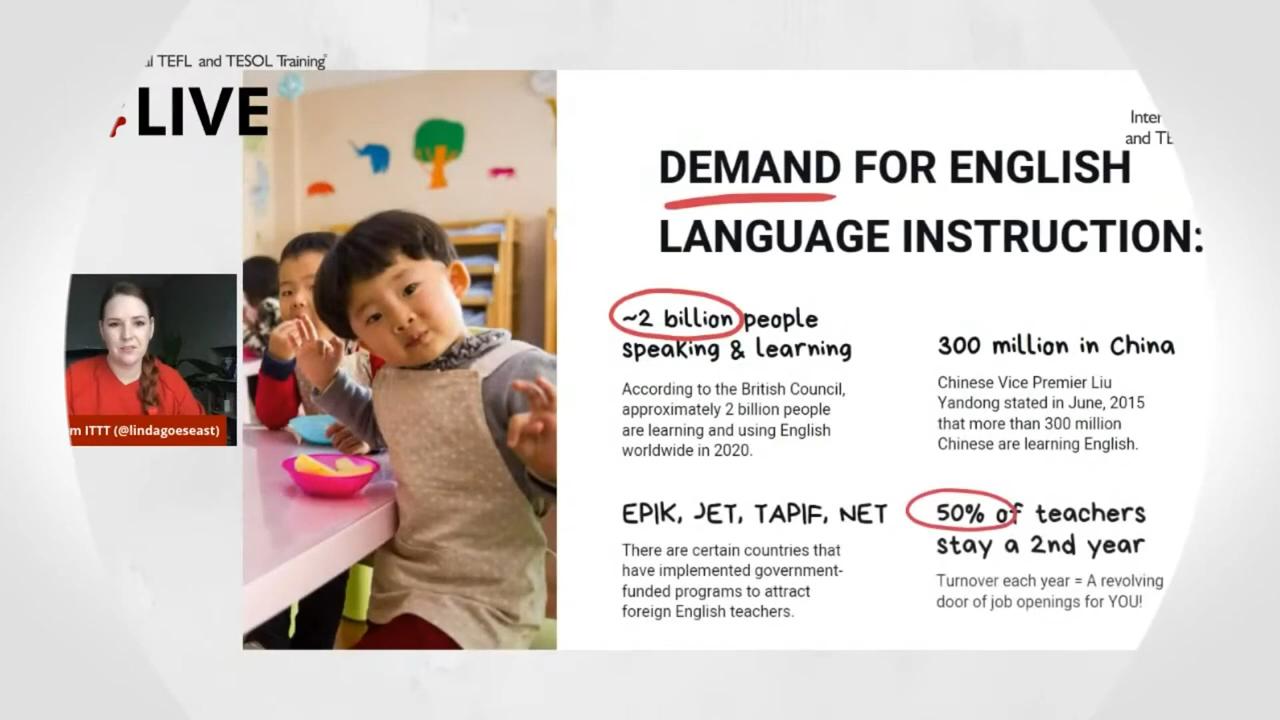 TEFL and TESOL Training
LIVE
DEMAND FOR ENGLISH
LANGUAGE INSTRUCTION:
~2 billion people
speaking & learning
According to the British Council,
approximately 2 billion people
are learning and using English
worldwide in 2020.
300 million in China
Chinese Vice Premier Liu
Yandong stated in June, 2015
that more than 300 million
Chinese are learning English.
EPIK, JET, TAPIF, NET
There are certain countries that
have implemented government-
funded programs to attract
foreign English teachers.
50% of teachers
stay a 2nd year
Turnover each year = A revolving
door of job openings for YOU!
m ITTT (@lindagoeseast)